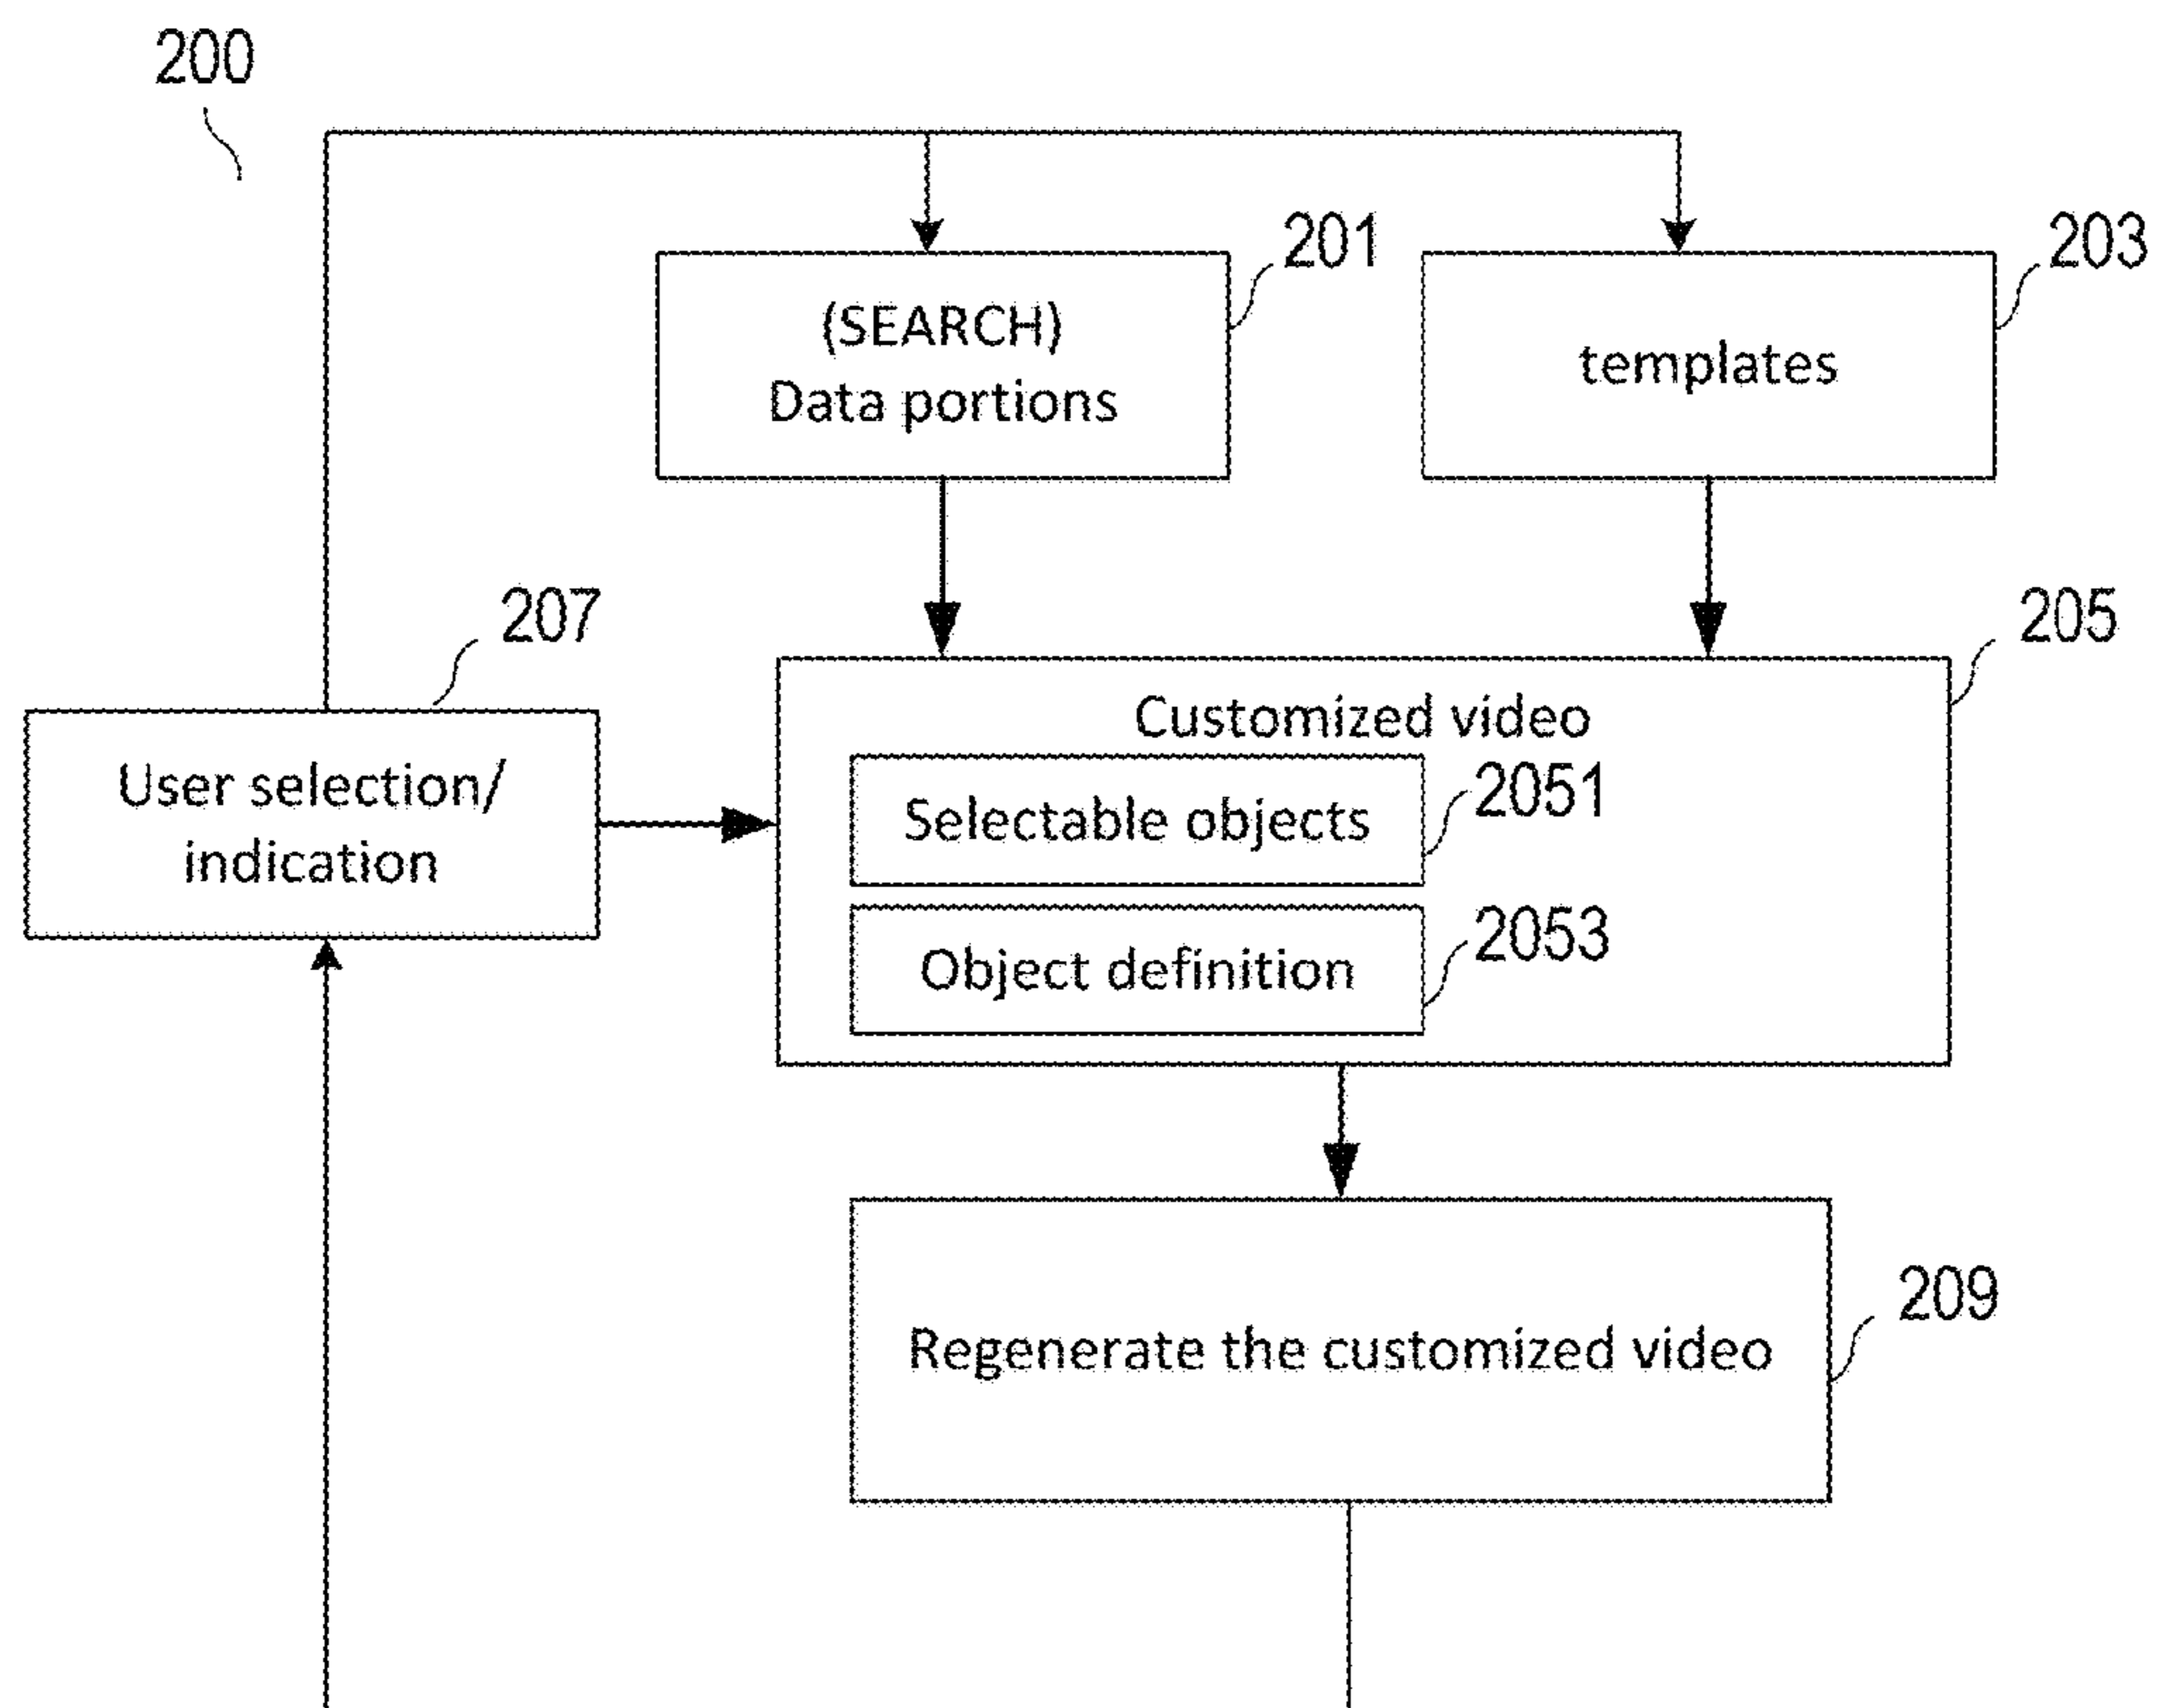 200
201
203
(SEARCH)
Data portions
templates
207
205
Customized video
User selection/
indication
Selectable objects
2051
Object definition
2053
209
Regenerate the customized video